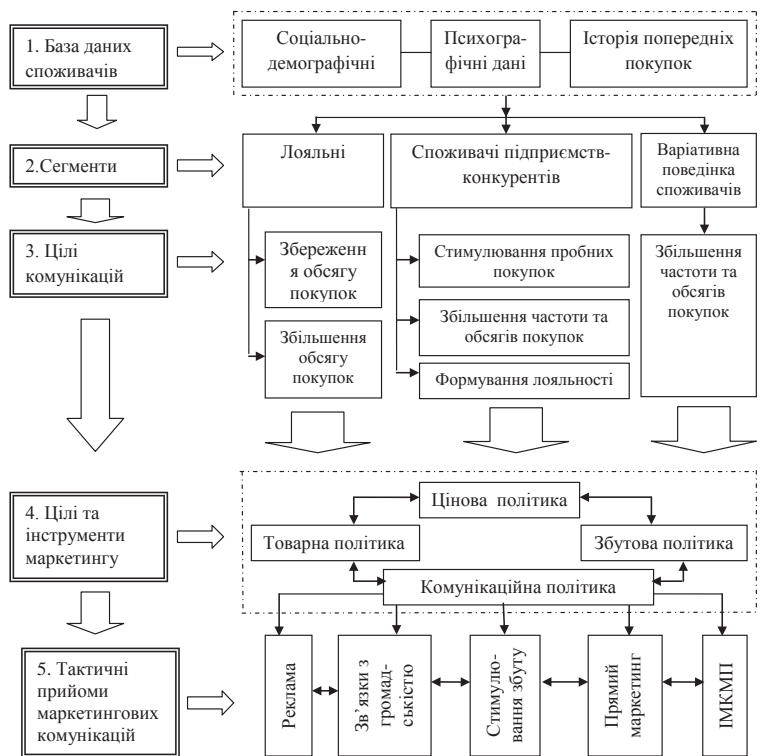 1. База даних
споживачів
Соціально-
демографічні
Психогра-
фічні дані
Історія попередніх
покупок
2.Сегменти
Лояльні
Споживачі підприємств-
конкурентів
Варіативна
поведінка
споживачів
3. Цілі
комунікацій
Збереженн
я обсягу
покупок
Збільшення
обсягу
покупок
Стимулювання пробних
покупок
Збільшення частоти та
обсягів покупок
Формування лояльності
Збільшення
частоти та
обсягів
покупок
4. Цілі та
інструменти
маркетингу
Цінова політика
Товарна політика
Збутова політика
Комунікаційна політика
5. Тактичні
прийоми
маркетингових
комунікацій
Реклама
Зв’язки з
громад-
ськістю
Стимулю-
вання збуту
Прямий
маркетинг
ІМКМП